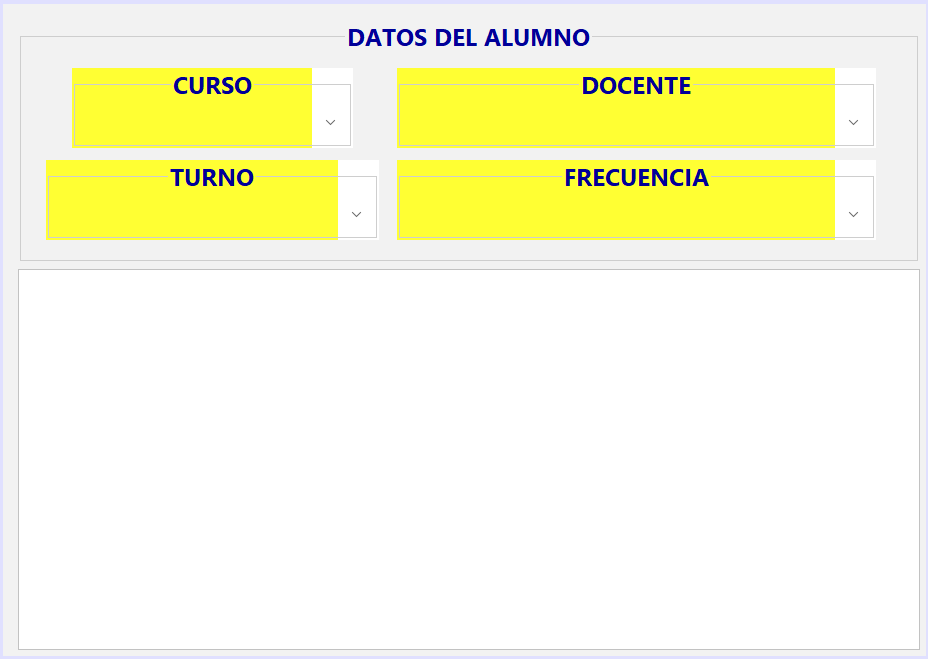 DATOS DEL ALUMNO
CURSO
DOCENTE
TURNO
FRECUENCIA